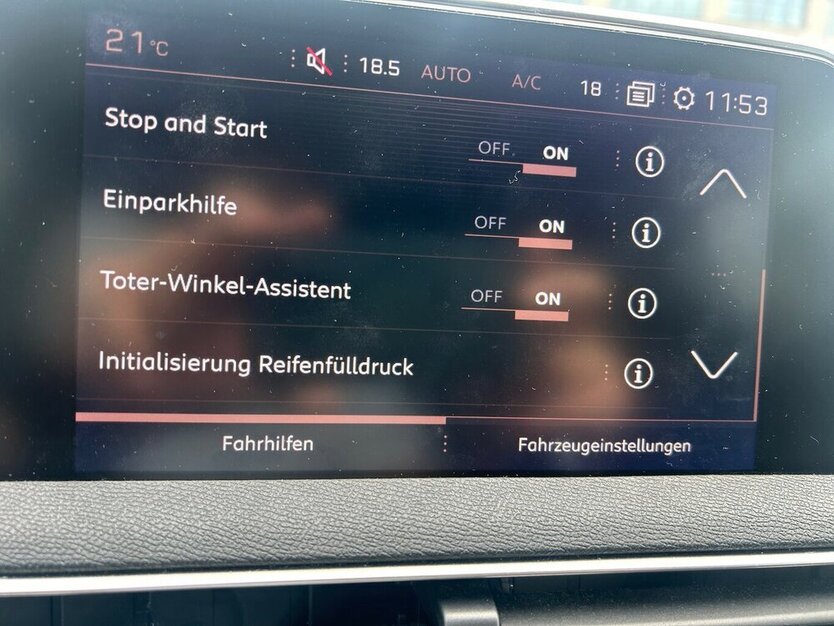 21°C 18.5 AUTO A/C 18 11:53
Stop and Start OFF ON i
Einparkhilfe OFF ON i
Toter-Winkel-Assistent OFF ON i
Initialisierung Reifenfülldruck i
Fahrhilfen Fahrzeugeinstellungen